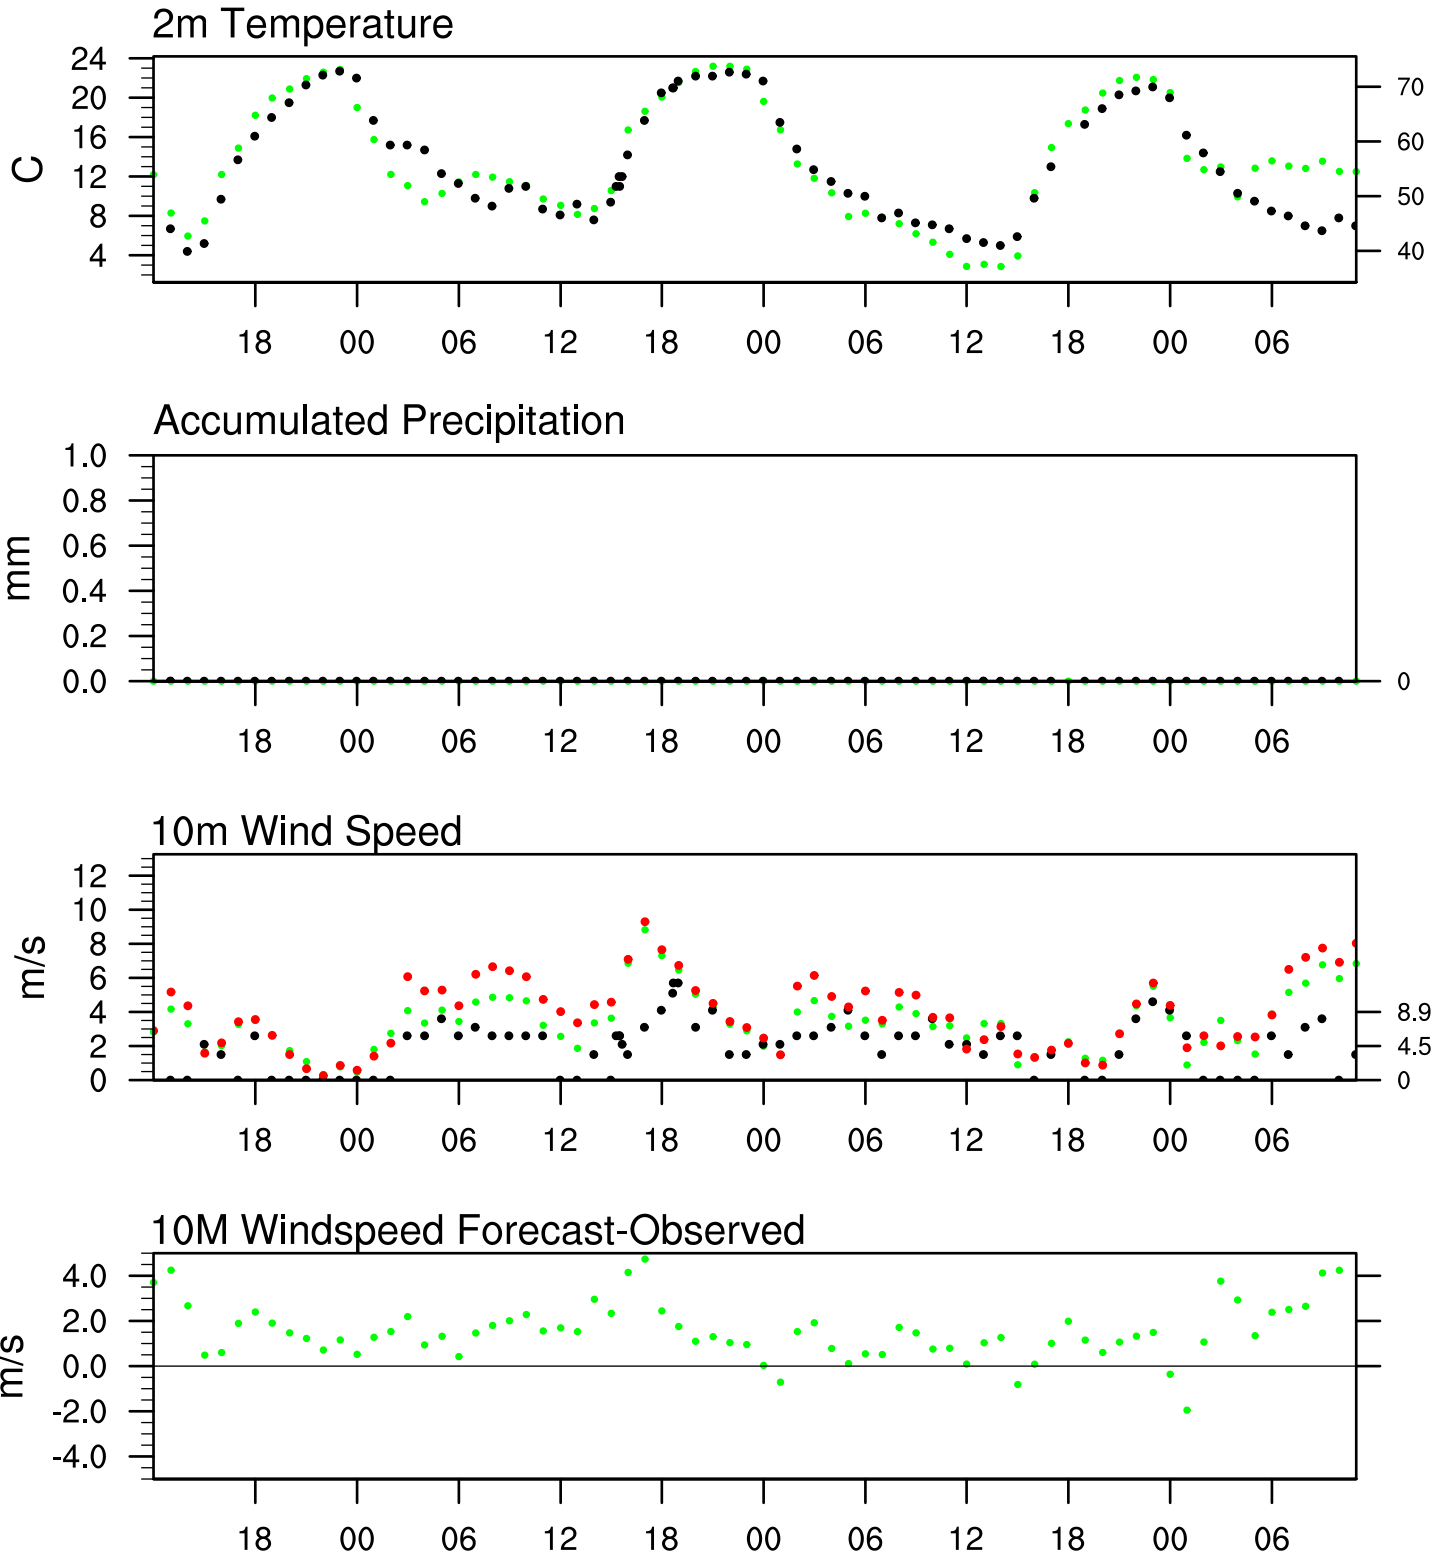 2m Temperature
24
20
16
12
8
4
C
70
60
50
40
18 00 06 12 18 00 06 12 18 00 06
Accumulated Precipitation
1.0
0.8
0.6
0.4
0.2
0.0
mm
0
18 00 06 12 18 00 06 12 18 00 06
10m Wind Speed
12
10
8
6
4
2
0
m/s
8.9
4.5
0
18 00 06 12 18 00 06 12 18 00 06
10M Windspeed Forecast-Observed
4.0
2.0
0.0
-2.0
-4.0
m/s
18 00 06 12 18 00 06 12 18 00 06